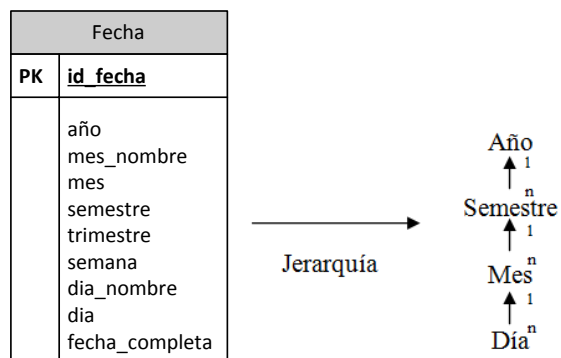 Fecha
PK id_fecha
año
mes_nombre
mes
semestre
trimestre
semana
dia_nombre
dia
fecha_completa
Jerarquía
Año
1
n
Semestre
1
n
Mes
1
n
Día